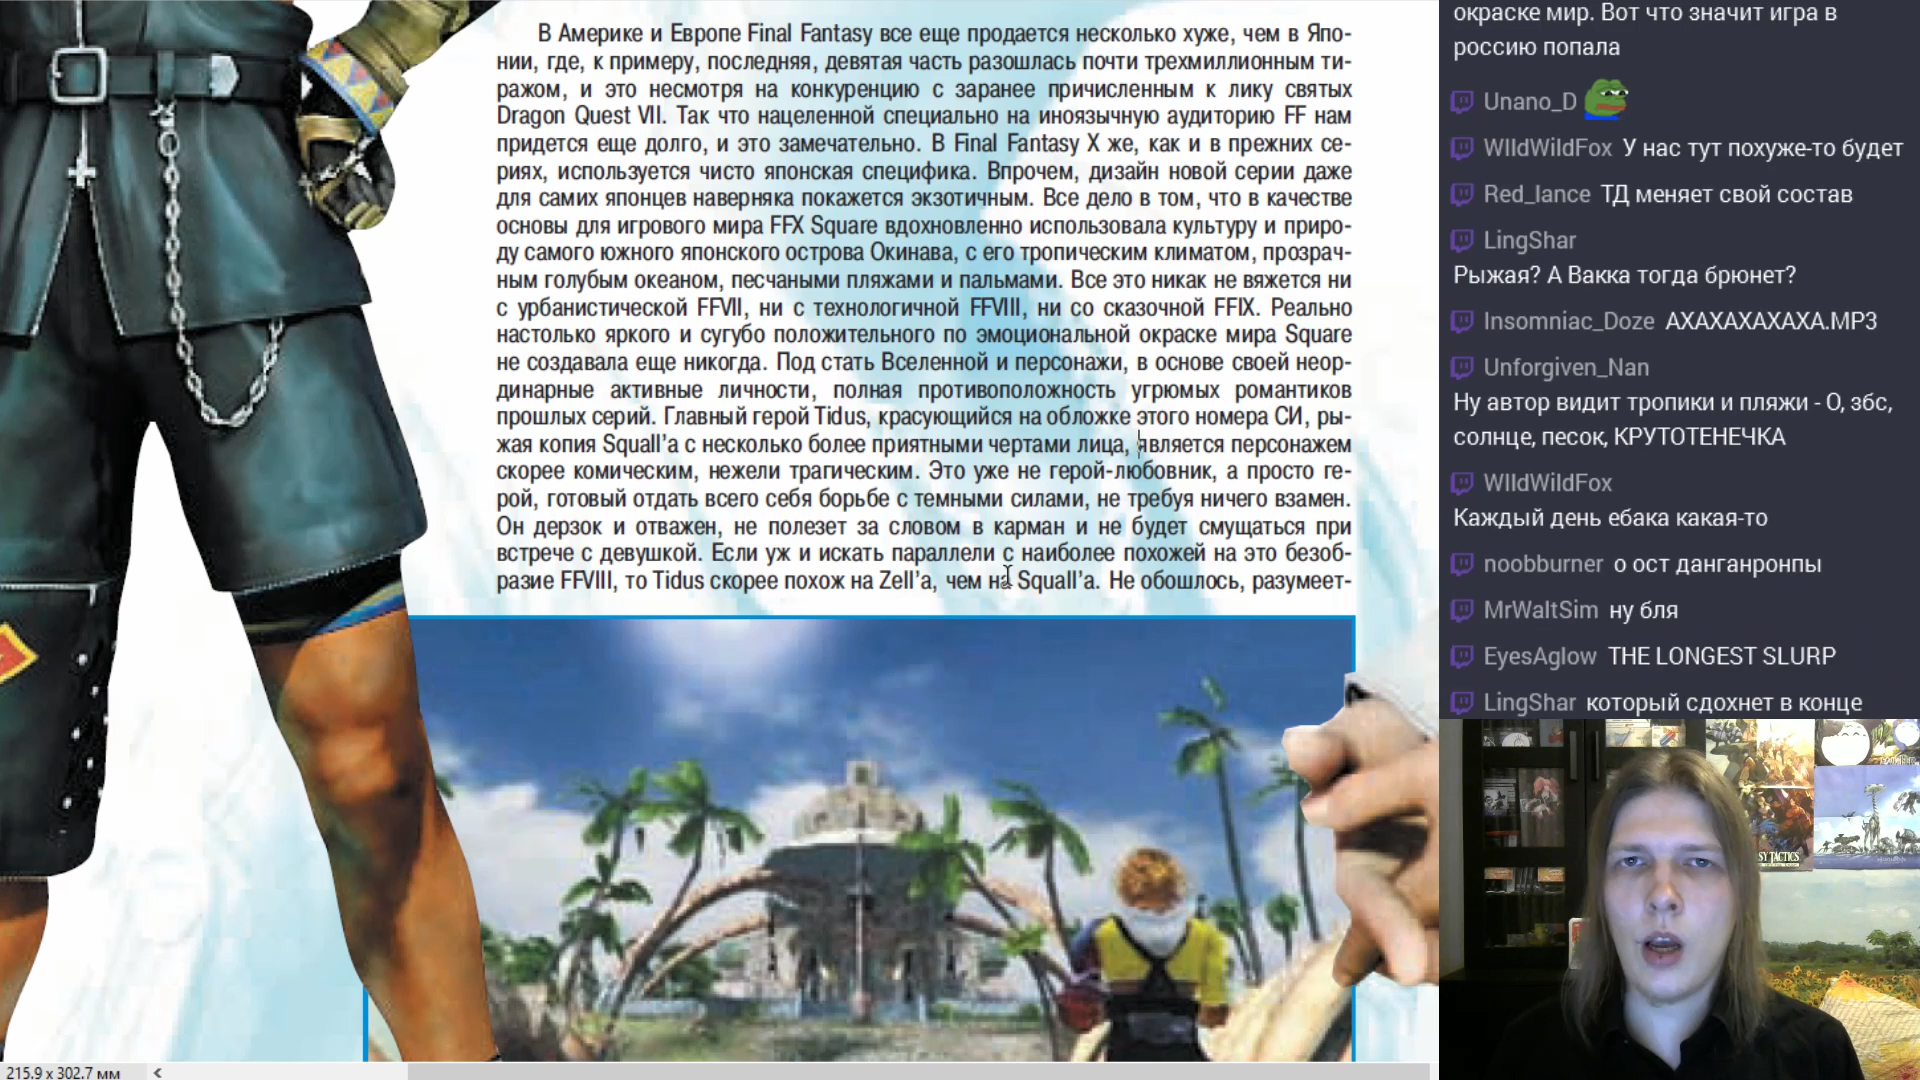 В Америке и Европе Final Fantasy все еще продается несколько хуже, чем в Япо-
нии, где, к примеру, последняя, девятая часть разошлась почти трехмиллионным ти-
ражом, и это несмотря на конкуренцию с заранее причисленным к лику святых
Dragon Quest VII. Так что нацеленной специально на иноязычную аудиторию FF нам
придется еще долго, и это замечательно. В Final Fantasy X же, как и в прежних се-
риях, используется чисто японская специфика. Впрочем, дизайн новой серии даже
для самих японцев наверняка покажется экзотичным. Все дело в том, что в качестве
основы для игрового мира FFX Square вдохновленно использовала культуру и приро-
ду самого южного японского острова Окинава, с его тропическим климатом, прозрач-
ным голубым океаном, песчаными пляжами и пальмами. Все это никак не вяжется ни
с урбанистической FFVII, ни с технологичной FFVIII, ни со сказочной FFIX. Реально
настолько яркого и сугубо положительного по эмоциональной окраске мира Square
не создавала еще никогда. Под стать Вселенной и персонажи, в основе своей неор-
динарные активные личности, полная противоположность угрюмых романтиков
прошлых серий. Главный герой Tidus, красующийся на обложке этого номера СИ, ры-
жая копия Squall'a с несколько более приятными чертами лица, является персонажем
скорее комическим, нежели трагическим. Это уже не герой-любовник, а просто ге-
рой, готовый отдать всего себя борьбе с темными силами, не требуя ничего взамен.
Он дерзок и отважен, не полезет за словом в карман и не будет смущаться при
встрече с девушкой. Если уж и искать параллели с наиболее похожей на это безоб-
разие FFVIII, то Tidus скорее похож на Zell'a, чем на Squall'a. Не обошлось, разумеет-
215.9 x 302.7 мм
окраске мир. Вот что значит игра в
россию попала
Unano_D
WIldWildFox У нас тут похуже-то будет
Red_lance ТД меняет свой состав
LingShar
Рыжая? А Вакка тогда брюнет?
Insomniac_Doze АХАХАХАХАХА.MP3
Unforgiven_Nan
Ну автор видит тропики и пляжи - О, збс,
солнце, песок, КРУТОТЕНЕЧКА
WIldWildFox
Каждый день ебака какая-то
noobburner о ост данганронпы
MrWaltSim ну бля
EyesAglow THE LONGEST SLURP
LingShar который сдохнет в конце
TACTICS